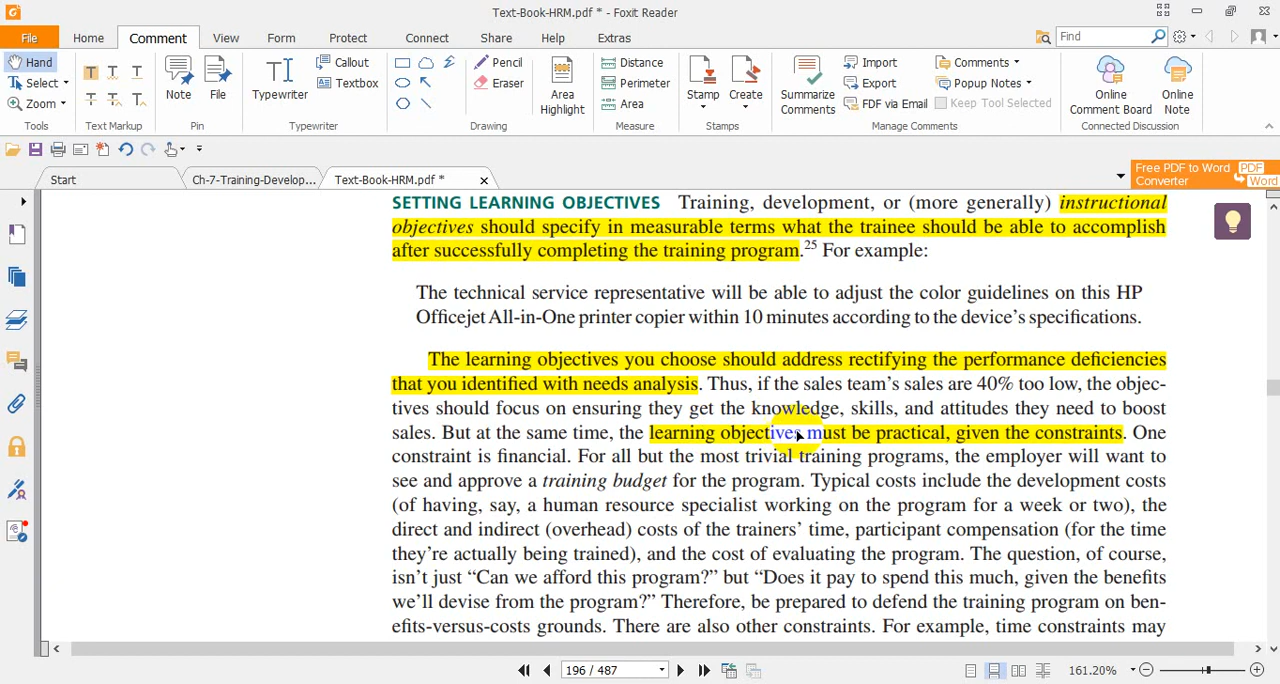 Text-Book-HRM.pdf * - Foxit Reader
File Home Comment View Form Protect Connect Share Help Extras Find
Hand
Select
Zoom
Tools
T T T
T T T
Text Markup
Note
File
Pin
Typewriter
Callout
Textbox
Typewriter
Pencil
Eraser
Drawing
Area
Highlight
Distance
Perimeter
Area
Measure
Stamp
Create
Stamps
Summarize
Comments
Import
Export
FDF via Email
Comments
Popup Notes
Keep Tool Selected
Manage Comments
Online
Comment Board
Online
Note
Connected Discussion
Start
Ch-7-Training-Develop...
Text-Book-HRM.pdf *
Free PDF to Word
Converter
PDF
Word
SETTING LEARNING OBJECTIVES Training, development, or (more generally) instructional
objectives should specify in measurable terms what the trainee should be able to accomplish
after successfully completing the training program.25 For example:
The technical service representative will be able to adjust the color guidelines on this HP
Officejet All-in-One printer copier within 10 minutes according to the device's specifications.
The learning objectives you choose should address rectifying the performance deficiencies
that you identified with needs analysis. Thus, if the sales team's sales are 40% too low, the objec-
tives should focus on ensuring they get the knowledge, skills, and attitudes they need to boost
sales. But at the same time, the learning objectives must be practical, given the constraints. One
constraint is financial. For all but the most trivial training programs, the employer will want to
see and approve a training budget for the program. Typical costs include the development costs
(of having, say, a human resource specialist working on the program for a week or two), the
direct and indirect (overhead) costs of the trainers' time, participant compensation (for the time
they're actually being trained), and the cost of evaluating the program. The question, of course,
isn't just “Can we afford this program?” but “Does it pay to spend this much, given the benefits
we'll devise from the program?” Therefore, be prepared to defend the training program on ben-
efits-versus-costs grounds. There are also other constraints. For example, time constraints may
196 / 487
161.20%